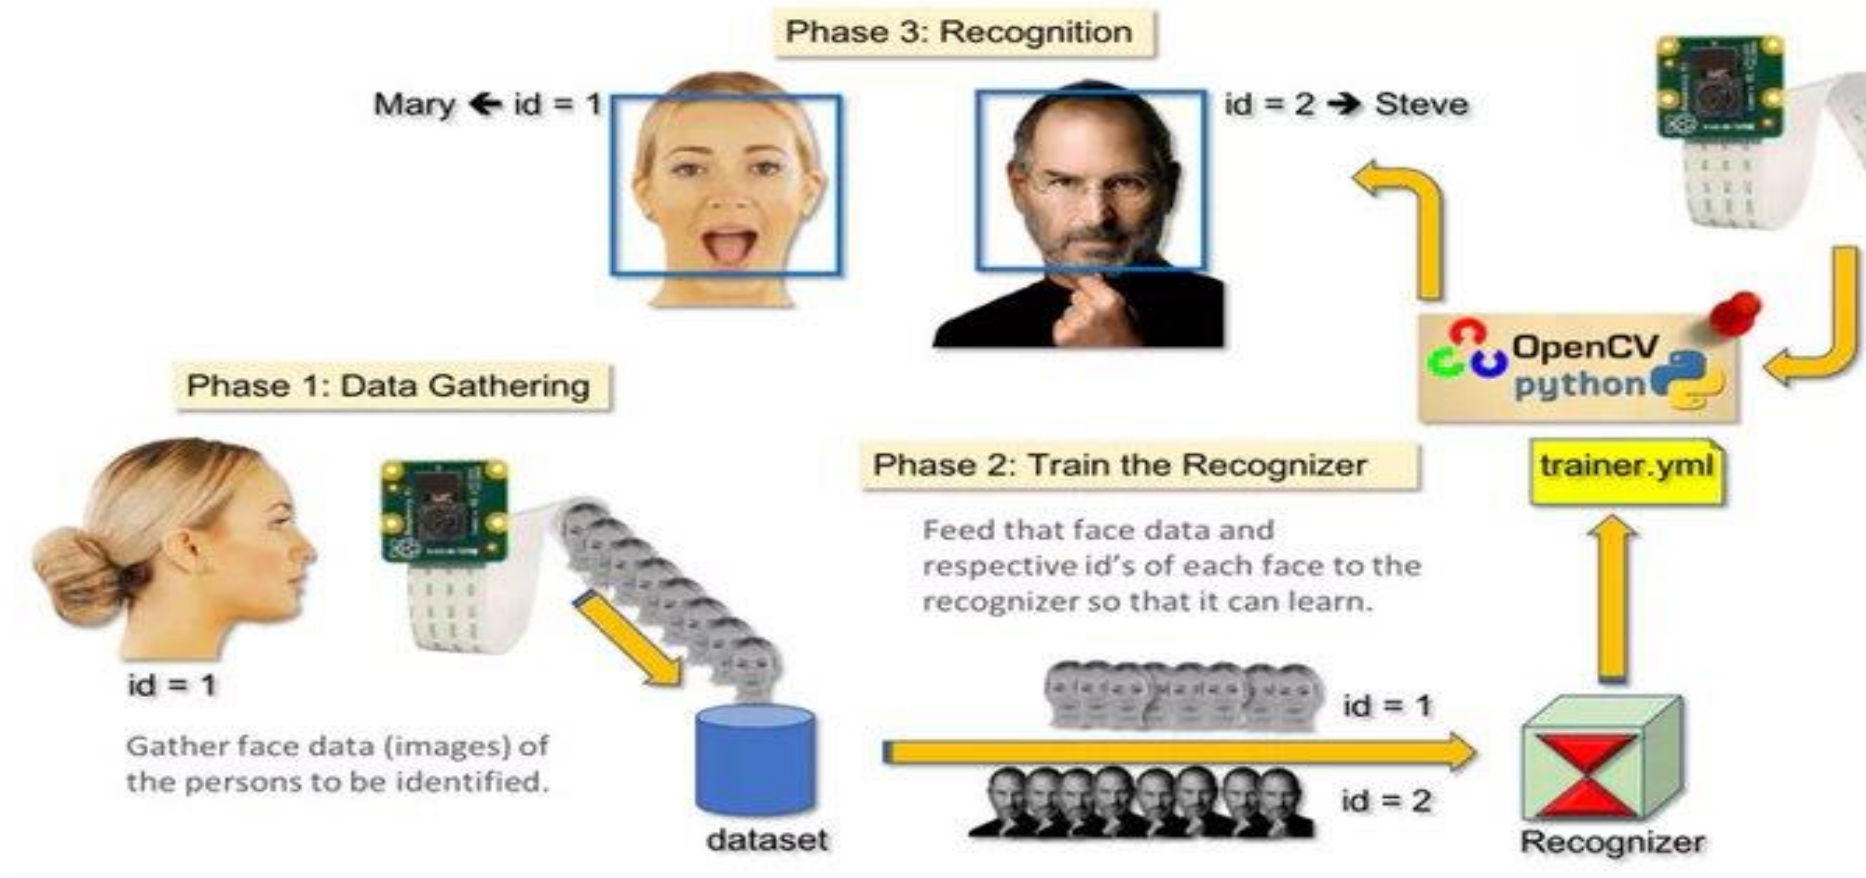 Phase 3: Recognition
Mary 🡸 id = 1
id = 2 🡺 Steve
OpenCV
python
Phase 1: Data Gathering
id = 1
Gather face data (images) of
the persons to be identified.
dataset
Phase 2: Train the Recognizer
Feed that face data and
respective id's of each face to the
recognizer so that it can learn.
id = 1
id = 2
trainer.yml
Recognizer